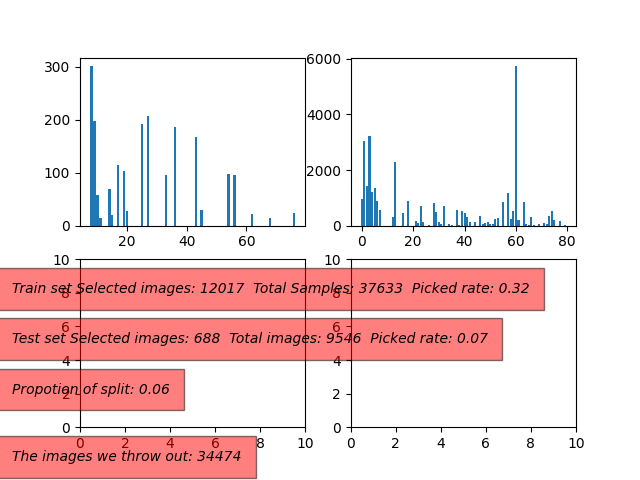 300
200
100
0
20 40 60
6000
4000
2000
0
0 20 40 60 80
10
8
6
4
2
0
0 2 4 6 8 10
10
8
6
4
2
0
0 2 4 6 8 10
Train set Selected images: 12017 Total Samples: 37633 Picked rate: 0.32
Test set Selected images: 688 Total images: 9546 Picked rate: 0.07
Propotion of split: 0.06
The images we throw out: 34474